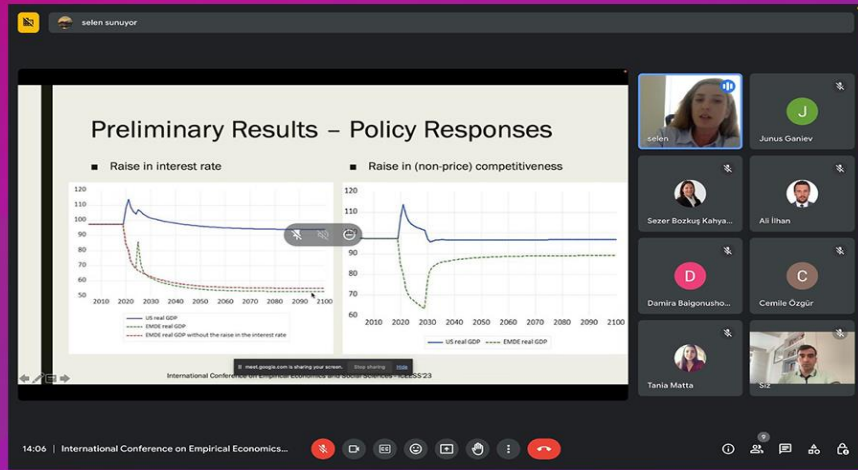 selen sunuyor
Preliminary Results – Policy Responses
Raise in interest rate
Raise in (non-price) competitiveness
120
110
100
90
80
70
60
50
2010 2020 2030 2040 2050 2060 2070 2080 2090 2100
US real GDP
EMDE real GDP
EMDE real GDP without the raise in the interest rate
120
110
90
80
70
60
2010 2020 2030 2040 2050 2060 2070 2080 2090 2100
US real GDP EMDE real GDP
meet.google.com is sharing your screen. Stop sharing Hide
International Conference on Empirical Economics and Social Sciences - ICEESS'23
selen
J
Junus Ganiev
Sezer Bozkuş Kahya...
Ali İlhan
D
Damira Baigonusho...
C
Cemile Özgür
Tania Matta
Siz
14:06 | International Conference on Empirical Economics...
9